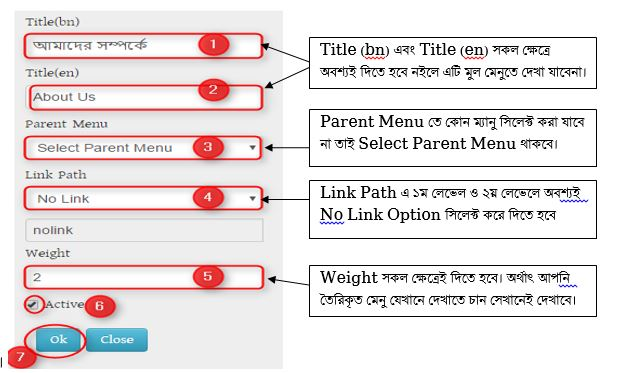 Title(bn)
আমাদের সম্পর্কে
1
Title(en)
About Us
2
Parent Menu
Select Parent Menu
3
Link Path
No Link
4
nolink
Weight
2
5
Active
6
Ok
Close
7
Title (bn) এবং Title (en) সকল ক্ষেত্রে
অবশ্যই দিতে হবে নইলে এটি মুল মেনুতে দেখা যাবেনা।
Parent Menu তে কোন ম্যানু সিলেক্ট করা যাবে
না তাই Select Parent Menu থাকবে।
Link Path এ ১ম লেভেল ও ২য় লেভেলে অবশ্যই
No Link Option সিলেক্ট করে দিতে হবে
Weight সকল ক্ষেত্রেই দিতে হবে। অর্থাৎ আপনি
তৈরিকৃত মেনু যেখানে দেখাতে চান সেখানেই দেখাবে।